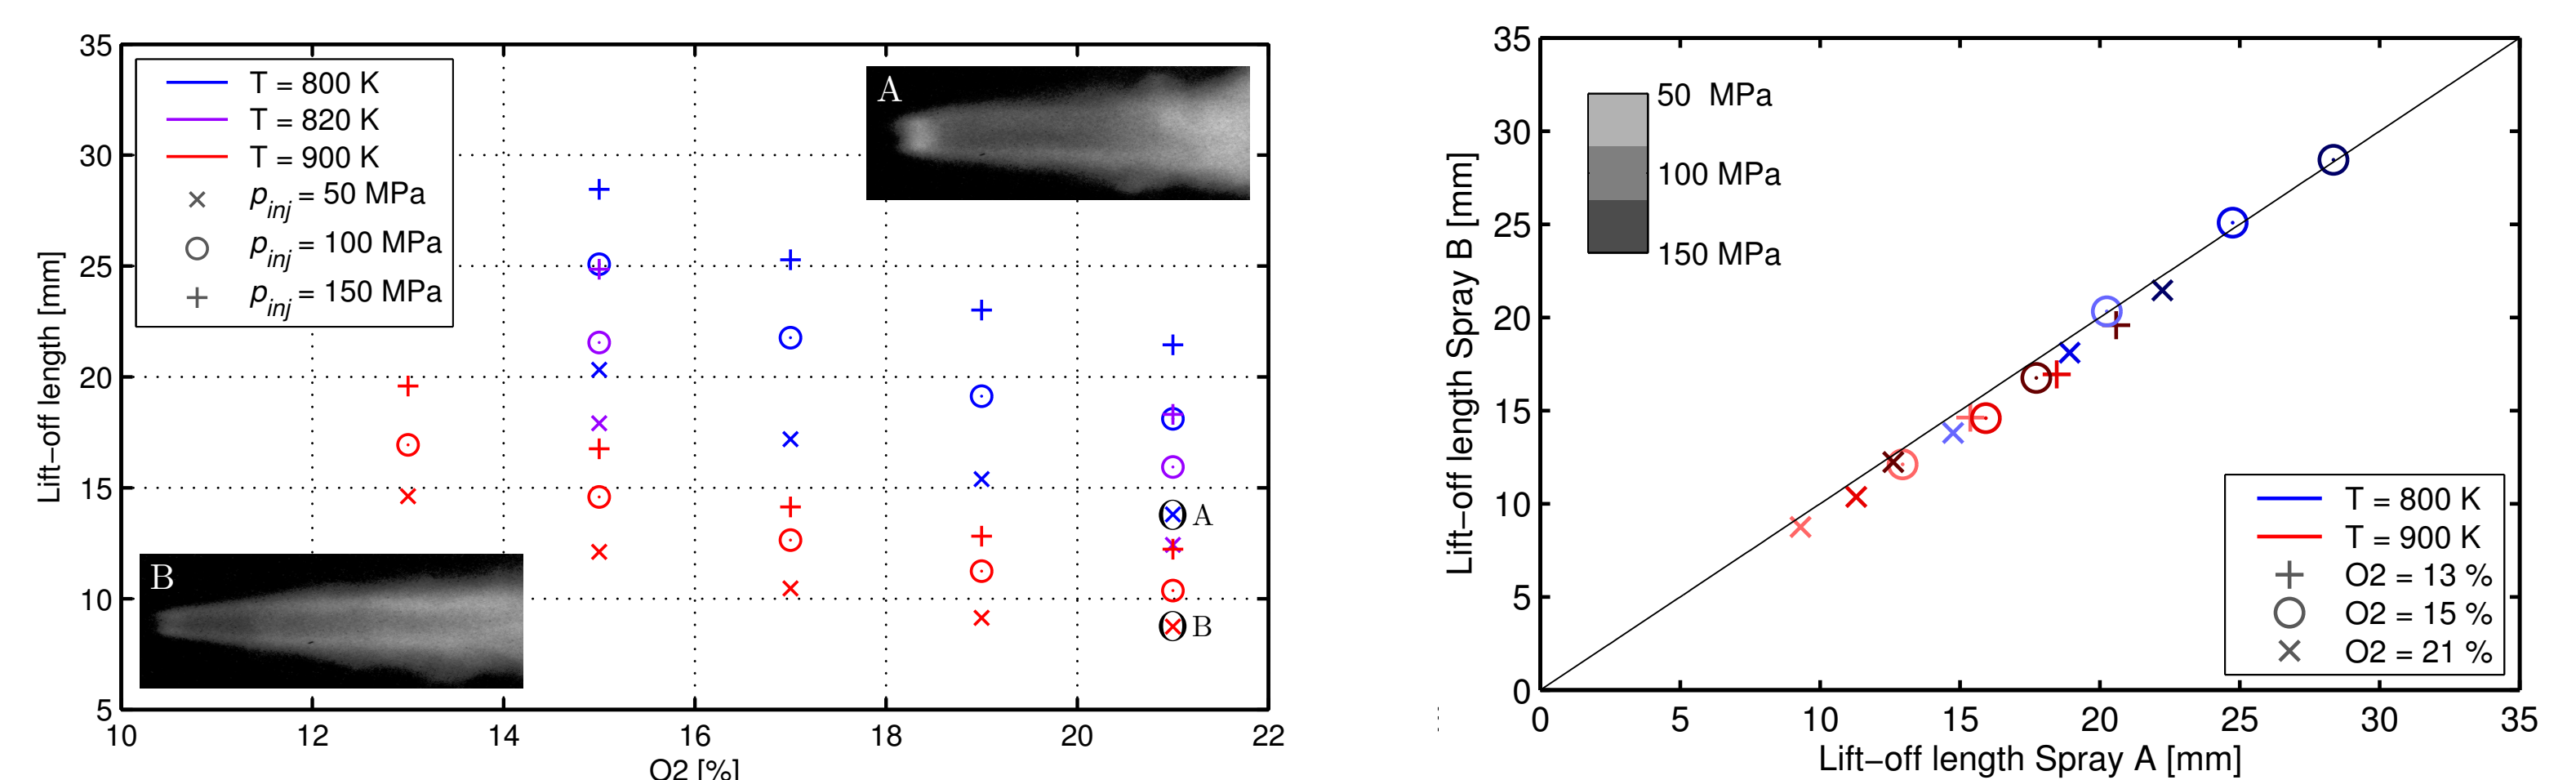 35
30
25
20
15
10
5
10 12 14 16 18 20 22
Lift-off length [mm]
O2 [%]
T = 800 K
T = 820 K
T = 900 K
pinj = 50 MPa
pinj = 100 MPa
pinj = 150 MPa
A
B
A
B
35
30
25
20
15
10
5
0
0 5 10 15 20 25 30 35
Lift-off length Spray B [mm]
Lift-off length Spray A [mm]
50 MPa
100 MPa
150 MPa
T = 800 K
T = 900 K
O2 = 13 %
O2 = 15 %
O2 = 21 %